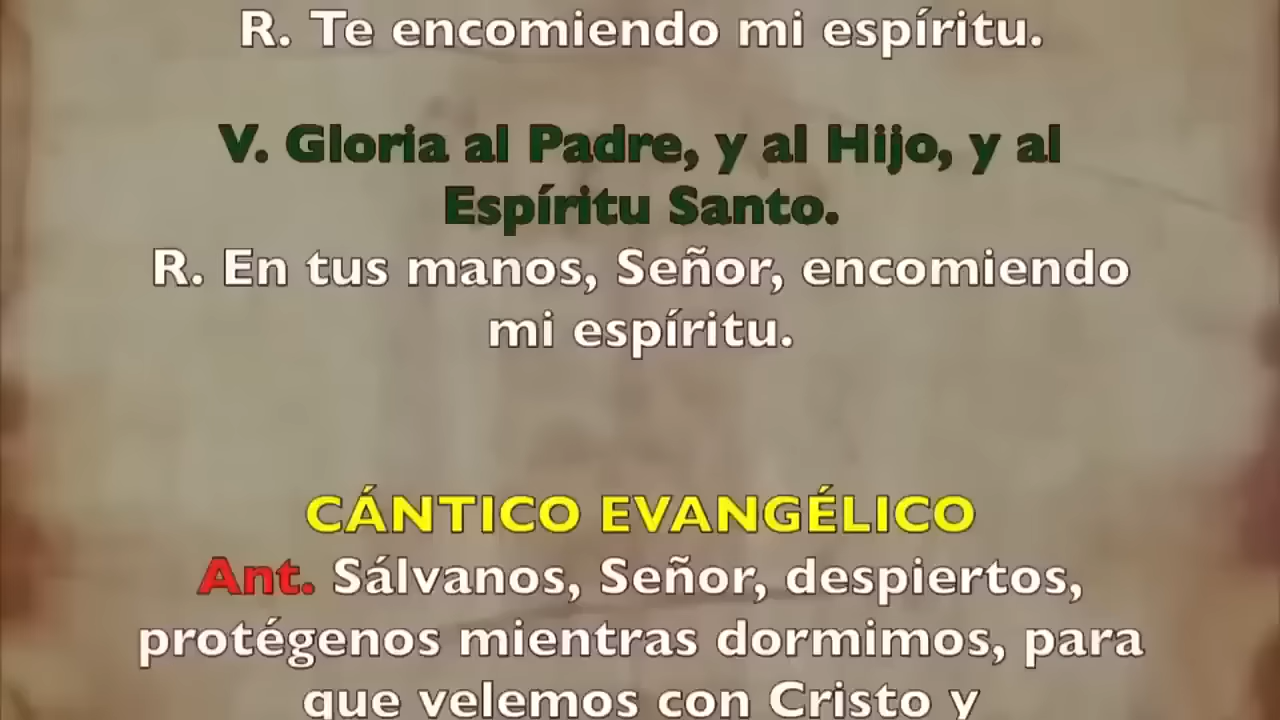 R. Te encomiendo mi espíritu.
V. Gloria al Padre, y al Hijo, y al
Espíritu Santo.
R. En tus manos, Señor, encomiendo
mi espíritu.
CÁNTICO EVANGÉLICO
Ant. Sálvanos, Señor, despiertos,
protégenos mientras dormimos, para
que velemos con Cristo y